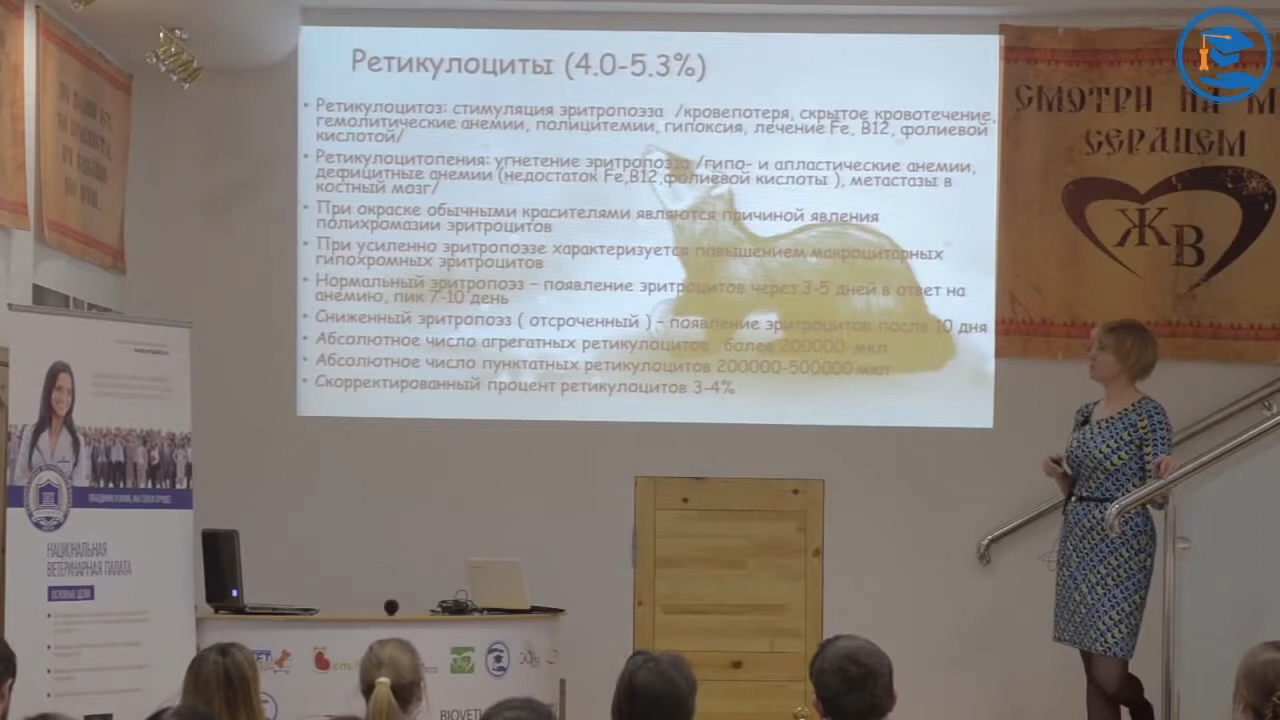 Ретикулоциты (4.0-5.3%)
• Ретикулоцитоз: стимуляция эритропоэза /кровепотеря, скрытое кровотечение,
гемолитические анемии, полицитемии, гипоксия, лечение Fe, B12, фолиевой
кислотой/
• Ретикулоцитопения: угнетение эритропоэза /гипо- и апластические анемии,
дефицитные анемии (недостаток Fe,B12,фолиевой кислоты ), метастазы в
костный мозг/
• При окраске обычными красителями являются причиной явления
полихромазии эритроцитов
• При усиленно эритропоэзе характеризуется повышением макроцитарных
гипохромных эритроцитов
• Нормальный эритропоэз – появление эритроцитов через 3-5 дней в ответ на
анемию, пик 7-10 день
• Сниженный эритропоэз ( отсроченный ) – появление эритроцитов после 10 дня
• Абсолютное число агрегатных ретикулоцитов более 200000 мкл
• Абсолютное число пунктатных ретикулоцитов 200000-500000 мкл
• Скорректированный процент ретикулоцитов 3-4%
СМОТРИ НА М
СЕРДЦЕМ
ЖВ
НАЦИОНАЛЬНАЯ
ВЕТЕРИНАРНАЯ ПАЛАТА
ОСНОВНЫЕ ЦЕЛИ
BIOVET